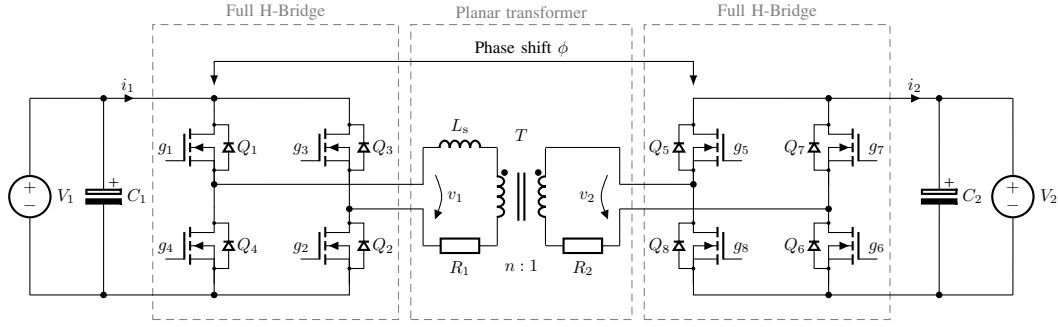 Full H-Bridge
Planar transformer
Full H-Bridge
Phase shift ϕ
i₁
i₂
Lₛ
T
g₁
Q₁
g₃
Q₃
Q₅
g₅
Q₇
g₇
V₁
+
−
+
C₁
v₁
v₂
+
C₂
+
−
V₂
g₄
Q₄
g₂
Q₂
Q₈
g₈
Q₆
g₆
R₁
n : 1
R₂